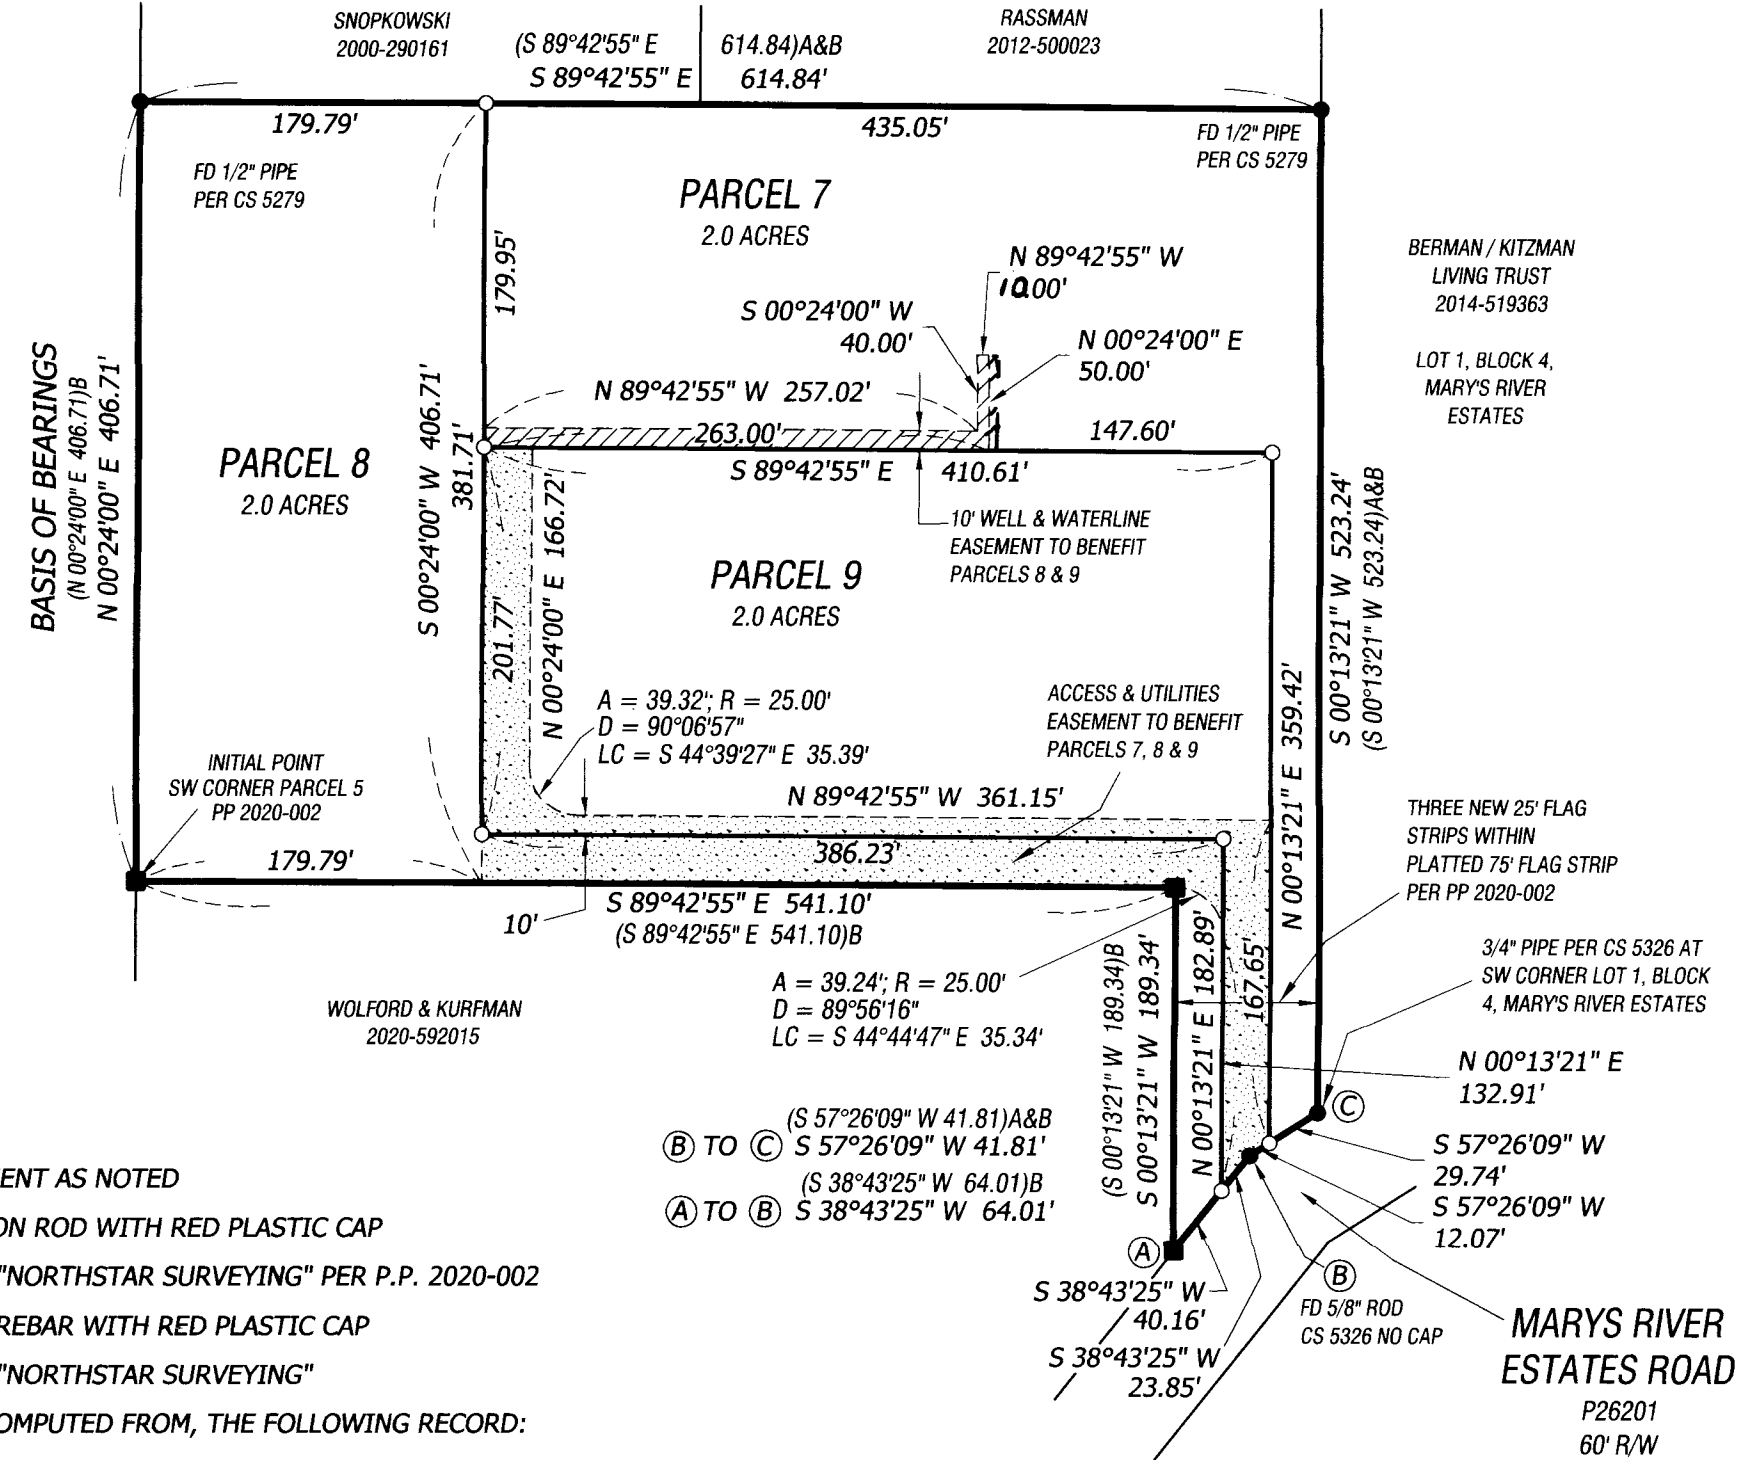 SNOPKOWSKI
2000-290161
(S 89°42'55" E 614.84)A&B
S 89°42'55" E 614.84'
RASSMAN
2012-500023
179.79'
435.05'
FD 1/2" PIPE
PER CS 5279
FD 1/2" PIPE
PER CS 5279
PARCEL 7
2.0 ACRES
179.95'
N 89°42'55" W
10.00'
S 00°24'00" W
40.00'
N 00°24'00" E
50.00'
BERMAN / KITZMAN
LIVING TRUST
2014-519363
LOT 1, BLOCK 4,
MARY'S RIVER
ESTATES
BASIS OF BEARINGS
(N 00°24'00" E 406.71)B
N 00°24'00" E 406.71'
N 89°42'55" W 257.02'
263.00'
147.60'
S 89°42'55" E 410.61'
PARCEL 8
2.0 ACRES
S 00°24'00" W 406.71'
381.71'
201.77'
N 00°24'00" E 166.72'
10' WELL & WATERLINE
EASEMENT TO BENEFIT
PARCELS 8 & 9
PARCEL 9
2.0 ACRES
S 00°13'21" W 523.24'
(S 00°13'21" W 523.24)A&B
N 00°13'21" E 359.42'
A = 39.32'; R = 25.00'
D = 90°06'57"
LC = S 44°39'27" E 35.39'
ACCESS & UTILITIES
EASEMENT TO BENEFIT
PARCELS 7, 8 & 9
INITIAL POINT
SW CORNER PARCEL 5
PP 2020-002
N 89°42'55" W 361.15'
THREE NEW 25' FLAG
STRIPS WITHIN
PLATTED 75' FLAG STRIP
PER PP 2020-002
179.79'
386.23'
10'
S 89°42'55" E 541.10'
(S 89°42'55" E 541.10)B
3/4" PIPE PER CS 5326 AT
SW CORNER LOT 1, BLOCK
4, MARY'S RIVER ESTATES
A = 39.24'; R = 25.00'
D = 89°56'16"
LC = S 44°44'47" E 35.34'
(S 00°13'21" W 189.34)B
S 00°13'21" W 189.34'
N 00°13'21" E 182.89'
167.65'
WOLFORD & KURFMAN
2020-592015
N 00°13'21" E
132.91'
C
(S 57°26'09" W 41.81)A&B
B TO C S 57°26'09" W 41.81'
(S 38°43'25" W 64.01)B
A TO B S 38°43'25" W 64.01'
S 57°26'09" W
29.74'
S 57°26'09" W
12.07'
A
B
FD 5/8" ROD
CS 5326 NO CAP
S 38°43'25" W
40.16'
S 38°43'25" W
23.85'
MARYS RIVER
ESTATES ROAD
P26201
60' R/W
ENT AS NOTED
ON ROD WITH RED PLASTIC CAP
"NORTHSTAR SURVEYING" PER P.P. 2020-002
REBAR WITH RED PLASTIC CAP
"NORTHSTAR SURVEYING"
OMPUTED FROM, THE FOLLOWING RECORD: